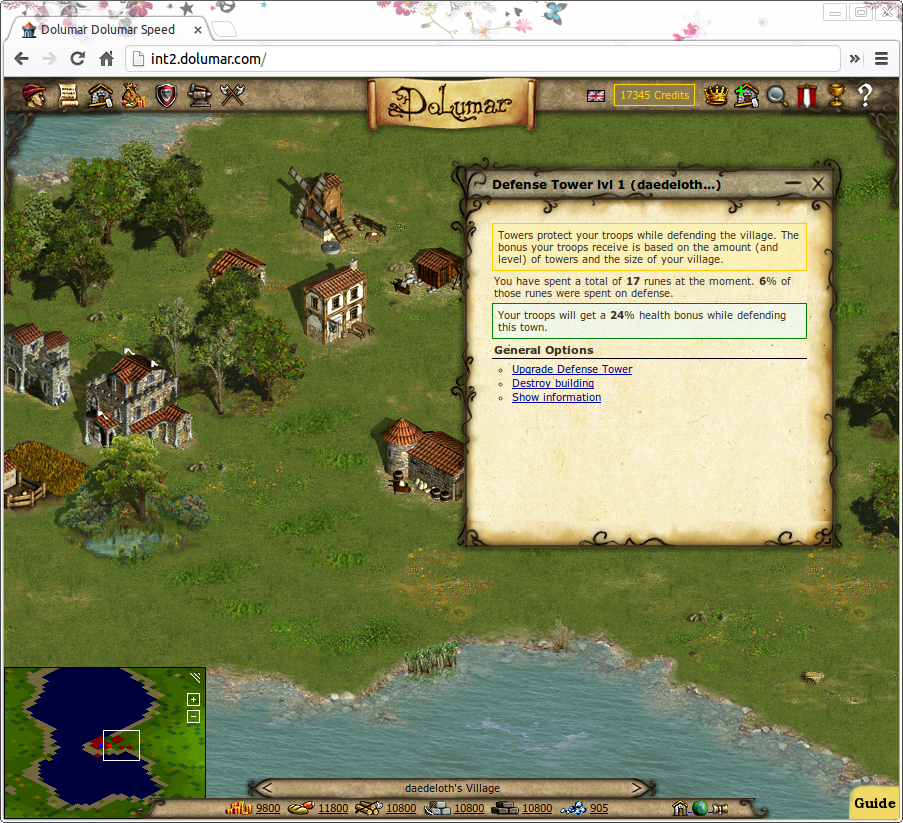 Dolumar Dolumar Speed
int2.dolumar.com/
DOLUMAR
17345 Credits
Defense Tower lvl 1 (daedeloth...)
Towers protect your troops while defending the village. The
bonus your troops receive is based on the amount (and
level) of towers and the size of your village.
You have spent a total of 17 runes at the moment. 6% of
those runes were spent on defense.
Your troops will get a 24% health bonus while defending
this town.
General Options
Upgrade Defense Tower
Destroy building
Show information
daedeloth's Village
9800 11800 10800 10800 10800 905
Guide